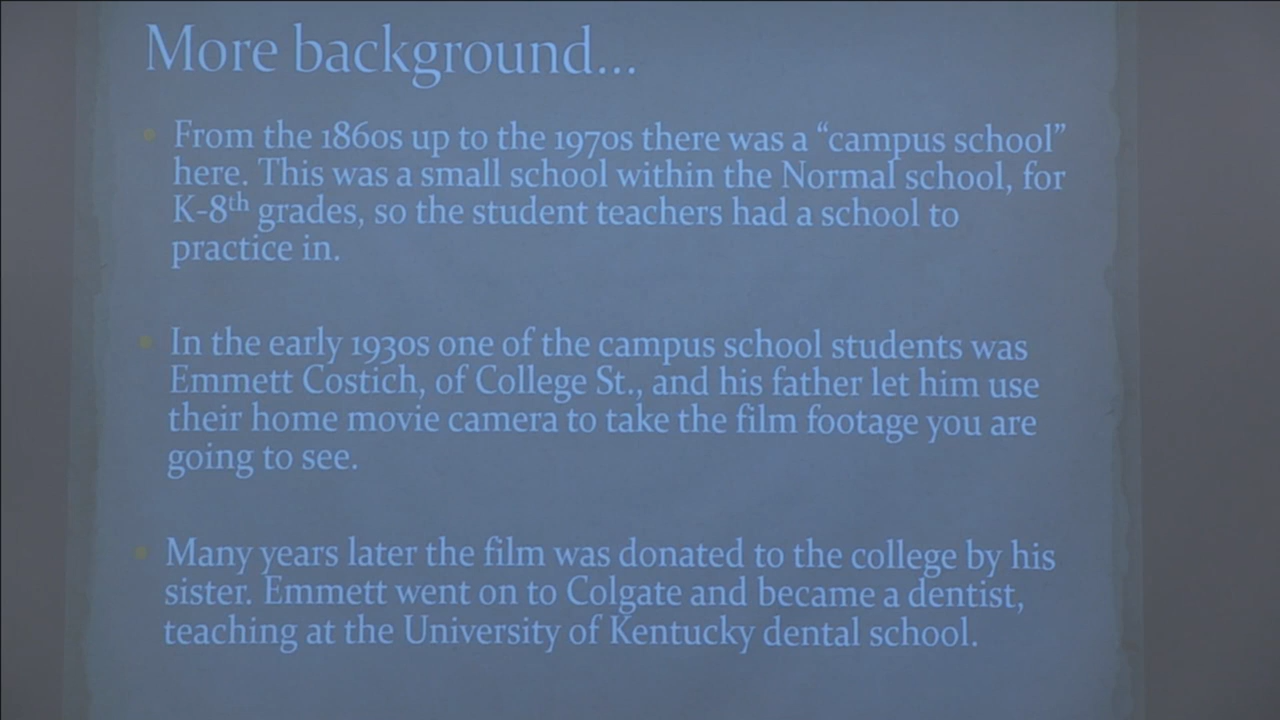 More background...
From the 1860s up to the 1970s there was a “campus school”
here. This was a small school within the Normal school, for
K-8th grades, so the student teachers had a school to
practice in.
In the early 1930s one of the campus school students was
Emmett Costich, of College St., and his father let him use
their home movie camera to take the film footage you are
going to see.
Many years later the film was donated to the college by his
sister. Emmett went on to Colgate and became a dentist,
teaching at the University of Kentucky dental school.